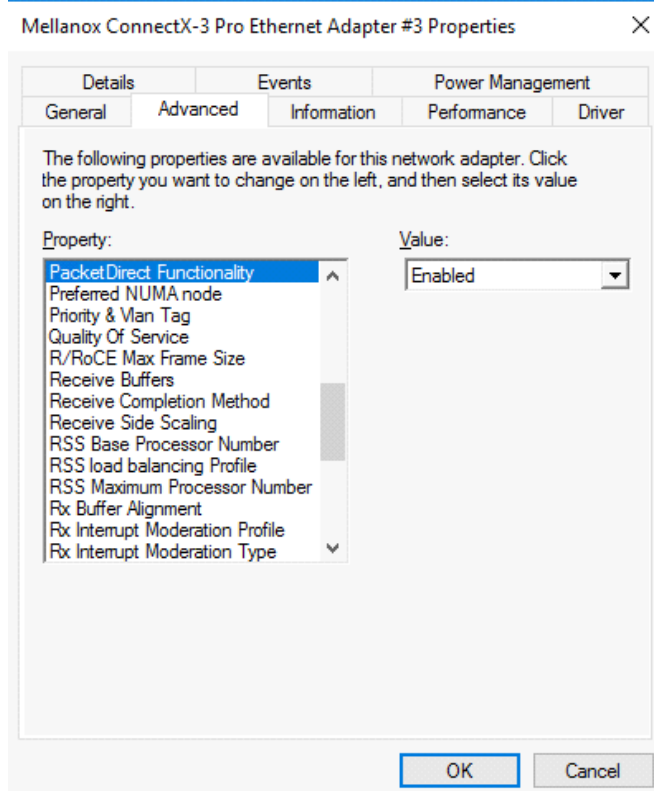 Mellanox ConnectX-3 Pro Ethernet Adapter #3 Properties
Details Events Power Management
General Advanced Information Performance Driver
The following properties are available for this network adapter. Click
the property you want to change on the left, and then select its value
on the right.
Property: Value:
PacketDirect Functionality Enabled
Preferred NUMA node
Priority & Vlan Tag
Quality Of Service
R/RoCE Max Frame Size
Receive Buffers
Receive Completion Method
Receive Side Scaling
RSS Base Processor Number
RSS load balancing Profile
RSS Maximum Processor Number
Rx Buffer Alignment
Rx Interrupt Moderation Profile
Rx Interrupt Moderation Type
OK Cancel